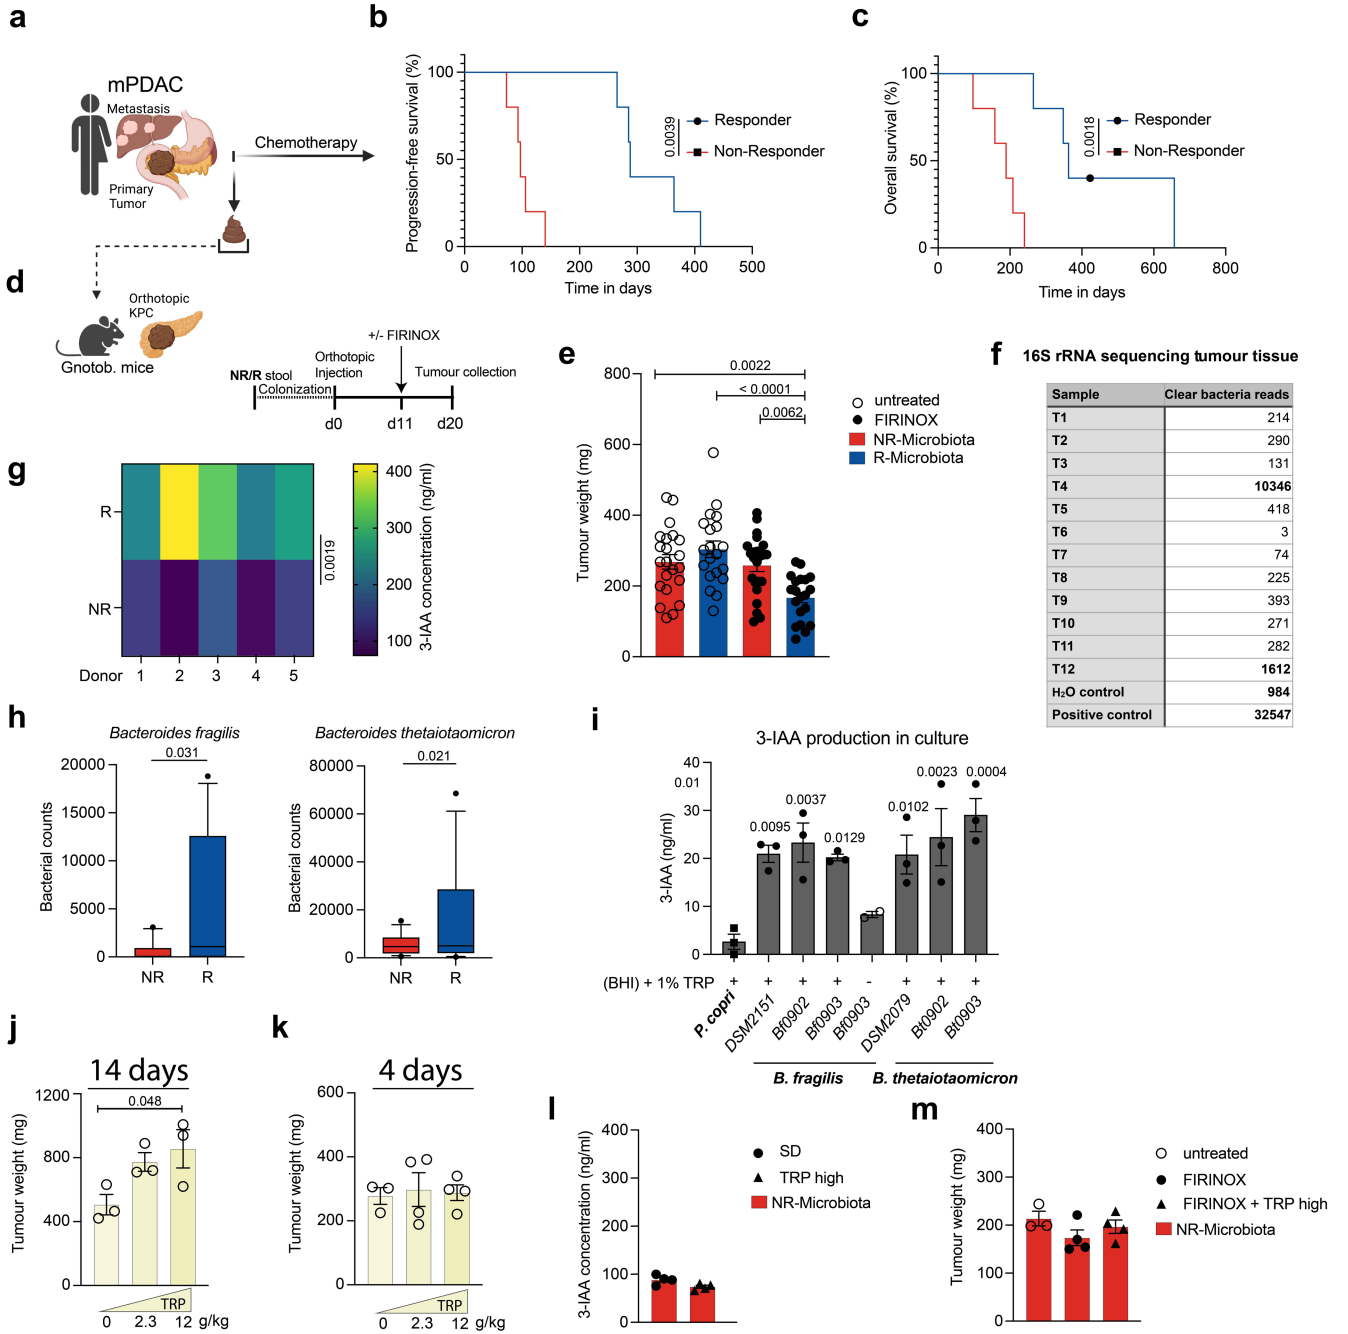 a
mPDAC
Metastasis
Primary
Tumor
Chemotherapy
b
Progression-free survival (%)
100
50
0
0 100 200 300 400 500
Time in days
0.0039
Responder
Non-Responder
c
Overall survival (%)
100
50
0
0 200 400 600 800
Time in days
0.0018
Responder
Non-Responder
d
Orthotopic
KPC
Gnotob. mice
+/- FIRINOX
NR/R stool
Colonization
Orthotopic
Injection
Tumour collection
d0 d11 d20
e
Tumour weight (mg)
800
600
400
200
0
0.0022
< 0.0001
0.0062
untreated
FIRINOX
NR-Microbiota
R-Microbiota
f
16S rRNA sequencing tumour tissue
Sample Clear bacteria reads
T1 214
T2 290
T3 131
T4 10346
T5 418
T6 3
T7 74
T8 225
T9 393
T10 271
T11 282
T12 1612
H₂O control 984
Positive control 32547
g
R
NR
Donor 1 2 3 4 5
0.0019
400
300
200
100
3-IAA concentration (ng/ml)
h
Bacteroides fragilis
0.031
Bacterial counts
20000
15000
10000
5000
0
NR R
Bacteroides thetaiotaomicron
0.021
Bacterial counts
80000
60000
40000
20000
0
NR R
i
3-IAA production in culture
3-IAA (ng/ml)
40
30
20
10
0
0.01
0.0095
0.0037
0.0129
0.0102
0.0023
0.0004
(BHI) + 1% TRP + + + + - + + +
P. copri
DSM2151
Bf0902
Bf0903
Bf0903
DSM2079
Bt0902
Bt0903
B. fragilis
B. thetaiotaomicron
j
14 days
Tumour weight (mg)
1200
800
400
0
0.048
TRP
0 2.3 12 g/kg
k
4 days
Tumour weight (mg)
600
400
200
0
TRP
0 2.3 12 g/kg
l
3-IAA concentration (ng/ml)
400
300
200
100
0
SD
TRP high
NR-Microbiota
m
Tumour weight (mg)
400
300
200
100
0
untreated
FIRINOX
FIRINOX + TRP high
NR-Microbiota